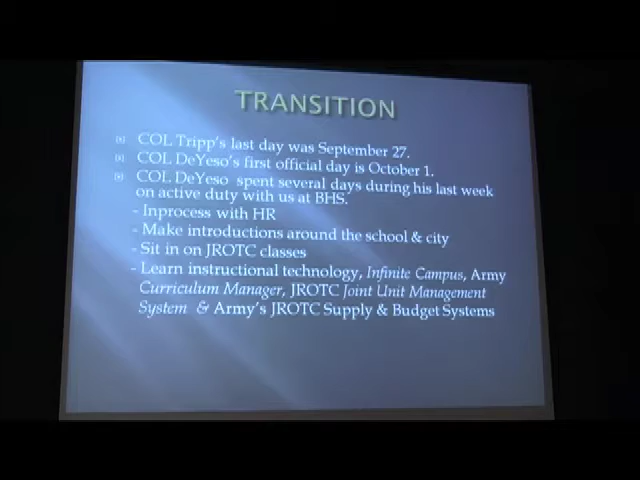 TRANSITION
COL Tripp's last day was September 27.
COL DeYeso's first official day is October 1.
COL DeYeso spent several days during his last week
on active duty with us at BHS.
- Inprocess with HR
- Make introductions around the school & city
- Sit in on JROTC classes
- Learn instructional technology, Infinite Campus, Army
Curriculum Manager, JROTC Joint Unit Management
System & Army's JROTC Supply & Budget Systems